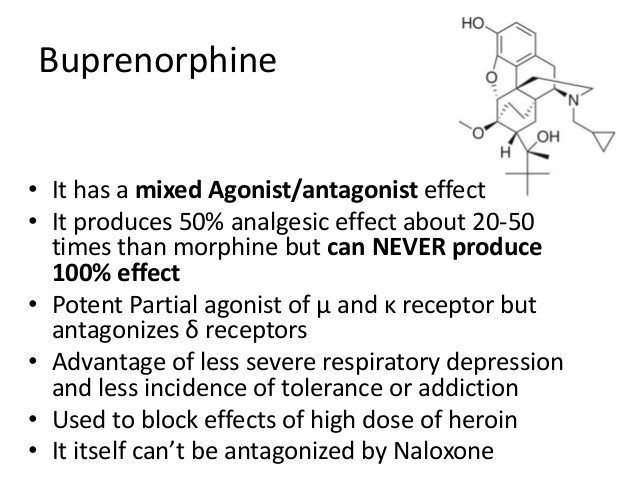 Buprenorphine
HO
O
N
O
OH
H
• It has a mixed Agonist/antagonist effect
• It produces 50% analgesic effect about 20-50
times than morphine but can NEVER produce
100% effect
• Potent Partial agonist of μ and κ receptor but
antagonizes δ receptors
• Advantage of less severe respiratory depression
and less incidence of tolerance or addiction
• Used to block effects of high dose of heroin
• It itself can’t be antagonized by Naloxone